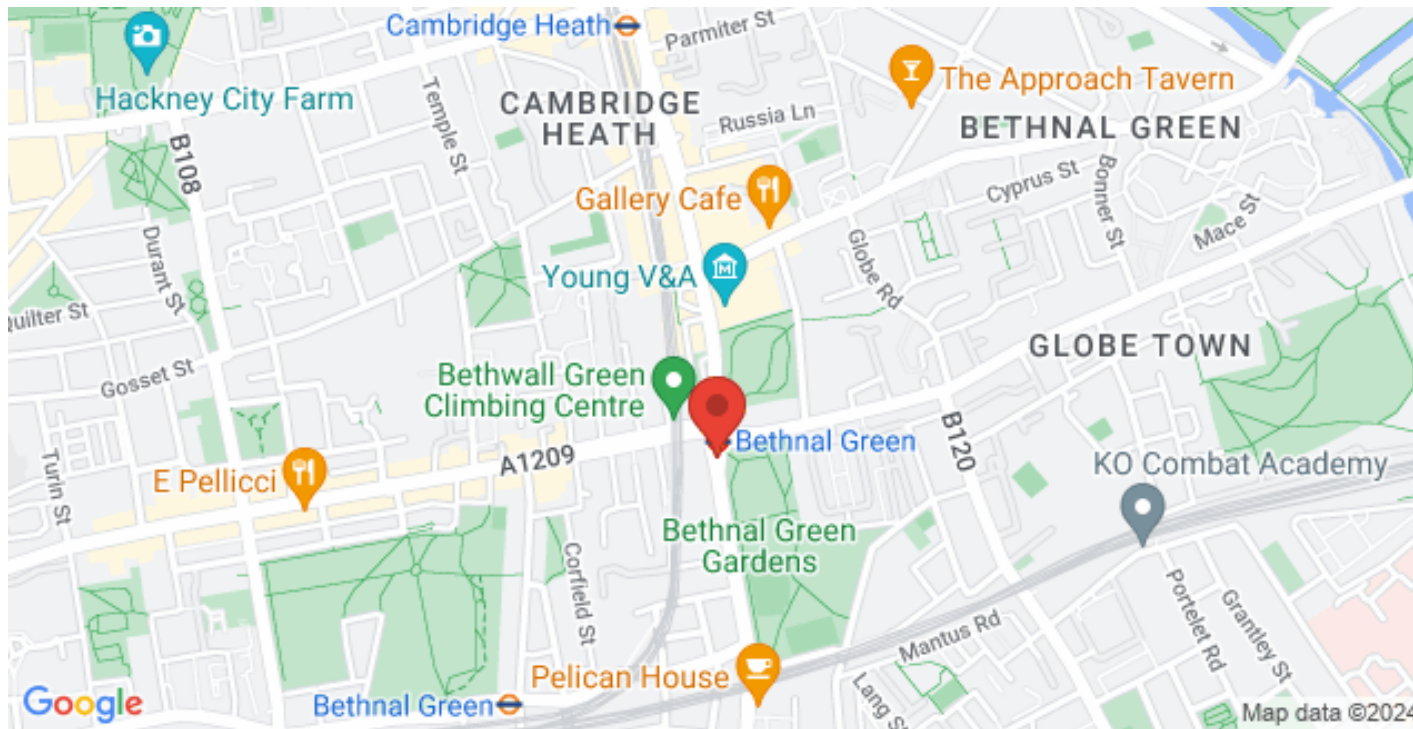 Cambridge Heath
Parmiter St
Hackney City Farm
The Approach Tavern
Temple St
CAMBRIDGE
HEATH
Russia Ln
BETHNAL GREEN
B108
Gallery Cafe
Cyprus St
Bonner St
Mace St
Durant St
Young V&A
Globe Rd
Quilter St
GLOBE TOWN
Gosset St
Bethwall Green
Climbing Centre
A1209
Bethnal Green
B120
Turin St
E Pellicci
KO Combat Academy
Bethnal Green
Gardens
Corfield St
Portelet Rd
Grantley St
Mantus Rd
Pelican House
Lang S
Bethnal Green
Google
Map data ©2024